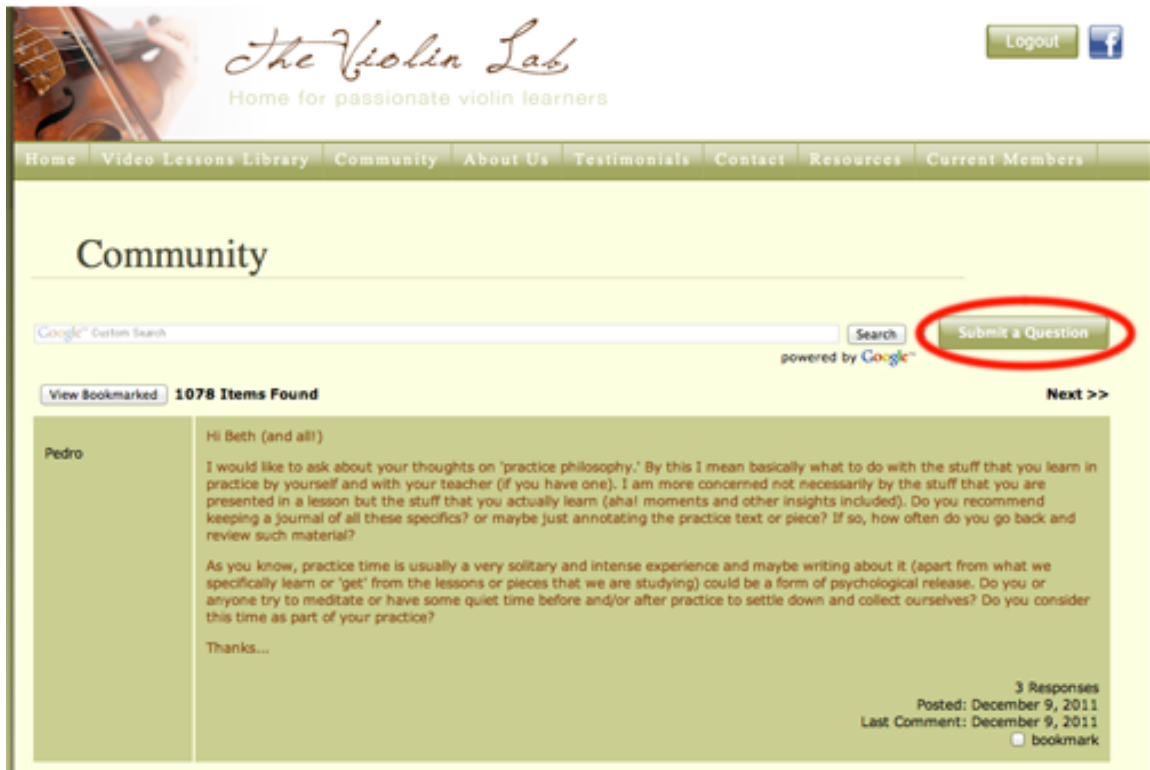 The Violin Lab
Home for passionate violin learners
Logout
f
Home Video Lessons Library Community About Us Testimonials Contact Resources Current Members
Community
Google™ Custom Search
Search
Submit a Question
powered by Google™
View Bookmarked 1078 Items Found
Next >>
Pedro
Hi Beth (and all!)
I would like to ask about your thoughts on 'practice philosophy.' By this I mean basically what to do with the stuff that you learn in
practice by yourself and with your teacher (if you have one). I am more concerned not necessarily by the stuff that you are
presented in a lesson but the stuff that you actually learn (aha! moments and other insights included). Do you recommend
keeping a journal of all these specifics? or maybe just annotating the practice text or piece? If so, how often do you go back and
review such material?
As you know, practice time is usually a very solitary and intense experience and maybe writing about it (apart from what we
specifically learn or 'get' from the lessons or pieces that we are studying) could be a form of psychological release. Do you or
anyone try to meditate or have some quiet time before and/or after practice to settle down and collect ourselves? Do you consider
this time as part of your practice?
Thanks...
3 Responses
Posted: December 9, 2011
Last Comment: December 9, 2011
bookmark